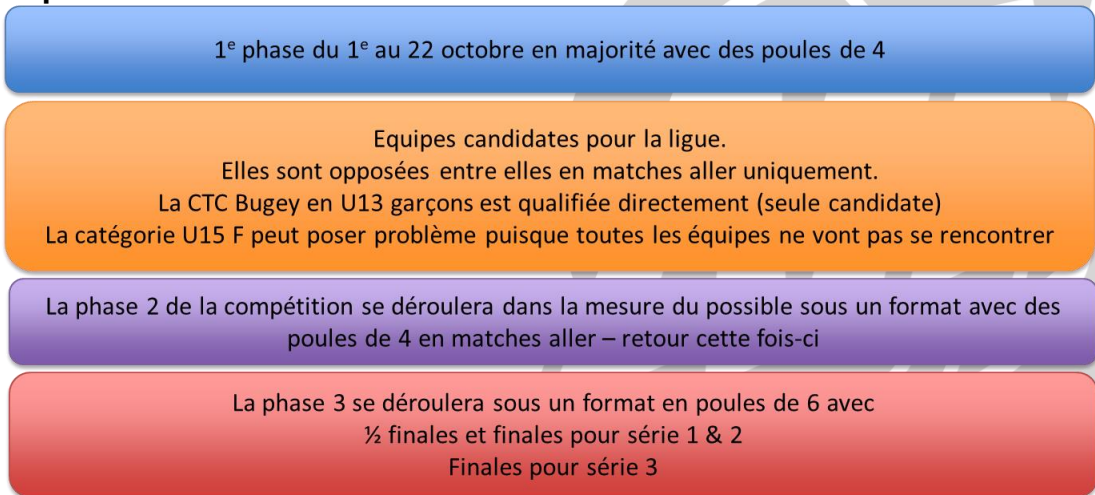 1e phase du 1e au 22 octobre en majorité avec des poules de 4
Equipes candidates pour la ligue.
Elles sont opposées entre elles en matches aller uniquement.
La CTC Bugey en U13 garçons est qualifiée directement (seule candidate)
La catégorie U15 F peut poser problème puisque toutes les équipes ne vont pas se rencontrer
La phase 2 de la compétition se déroulera dans la mesure du possible sous un format avec des
poules de 4 en matches aller – retour cette fois-ci
La phase 3 se déroulera sous un format en poules de 6 avec
½ finales et finales pour série 1 & 2
Finales pour série 3